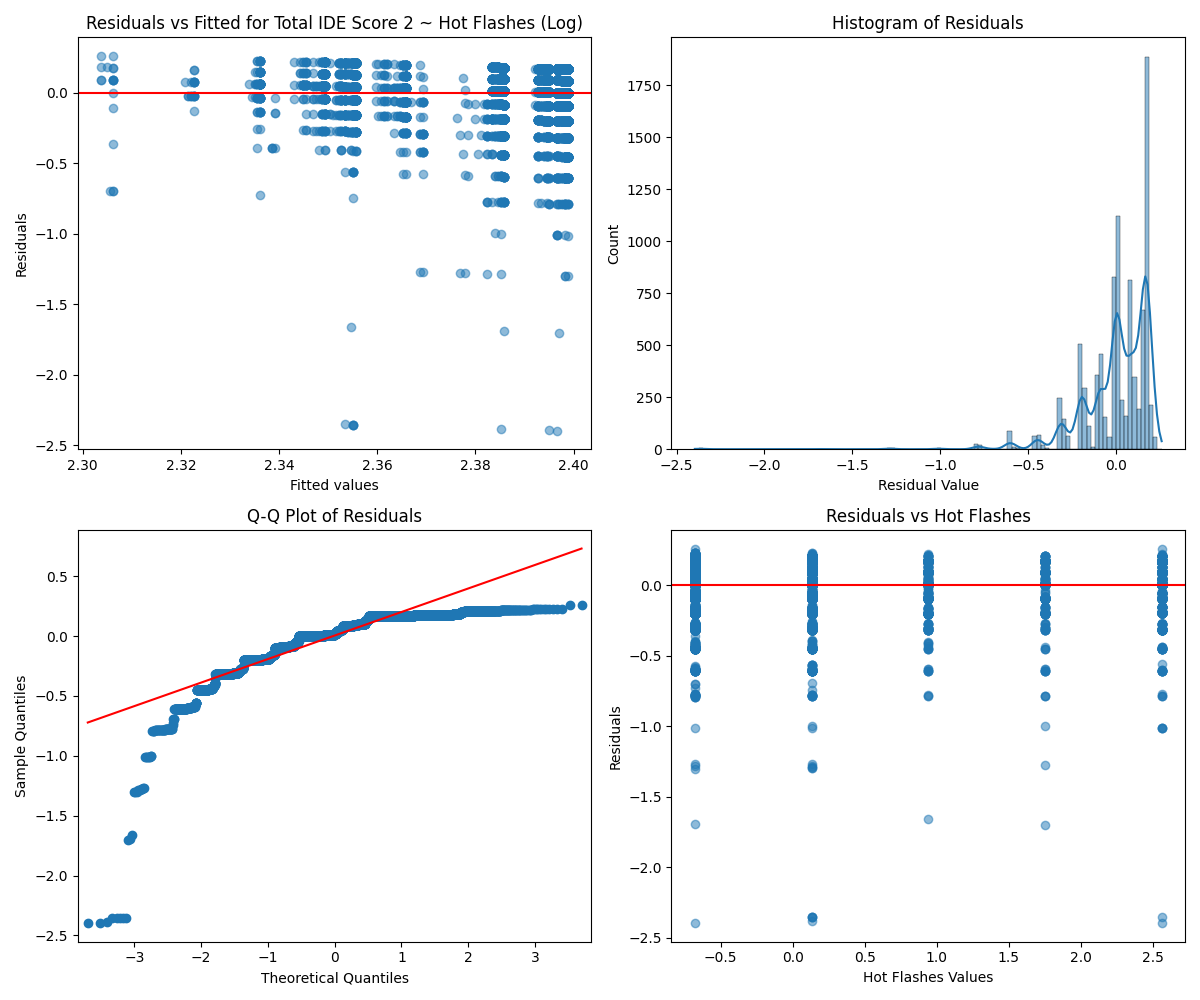 Residuals vs Fitted for Total IDE Score 2 ~ Hot Flashes (Log)
0.0
−0.5
−1.0
−1.5
−2.0
−2.5
Residuals
2.30 2.32 2.34 2.36 2.38 2.40
Fitted values
Histogram of Residuals
1750
1500
1250
1000
750
500
250
0
Count
−2.5 −2.0 −1.5 −1.0 −0.5 0.0
Residual Value
Q-Q Plot of Residuals
0.5
0.0
−0.5
−1.0
−1.5
−2.0
−2.5
Sample Quantiles
−3 −2 −1 0 1 2 3
Theoretical Quantiles
Residuals vs Hot Flashes
0.0
−0.5
−1.0
−1.5
−2.0
−2.5
Residuals
−0.5 0.0 0.5 1.0 1.5 2.0 2.5
Hot Flashes Values